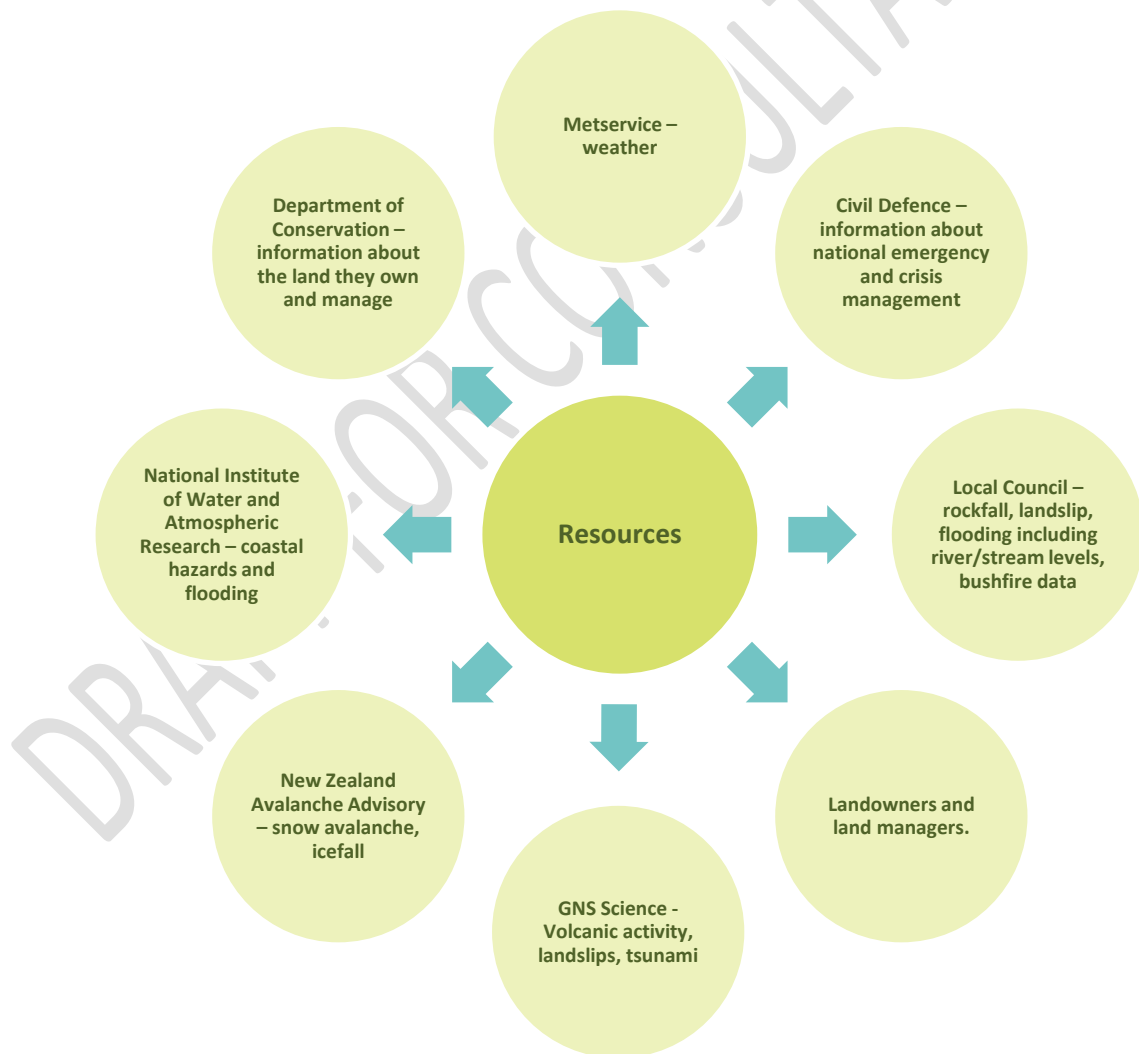 Metservice –
weather
Civil Defence –
information about
national emergency
and crisis
management
Local Council –
rockfall, landslip,
flooding including
river/stream levels,
bushfire data
Landowners and
land managers.
GNS Science -
Volcanic activity,
landslips, tsunami
New Zealand
Avalanche Advisory
– snow avalanche,
icefall
National Institute
of Water and
Atmospheric
Research – coastal
hazards and
flooding
Department of
Conservation –
information about
the land they own
and manage
Resources